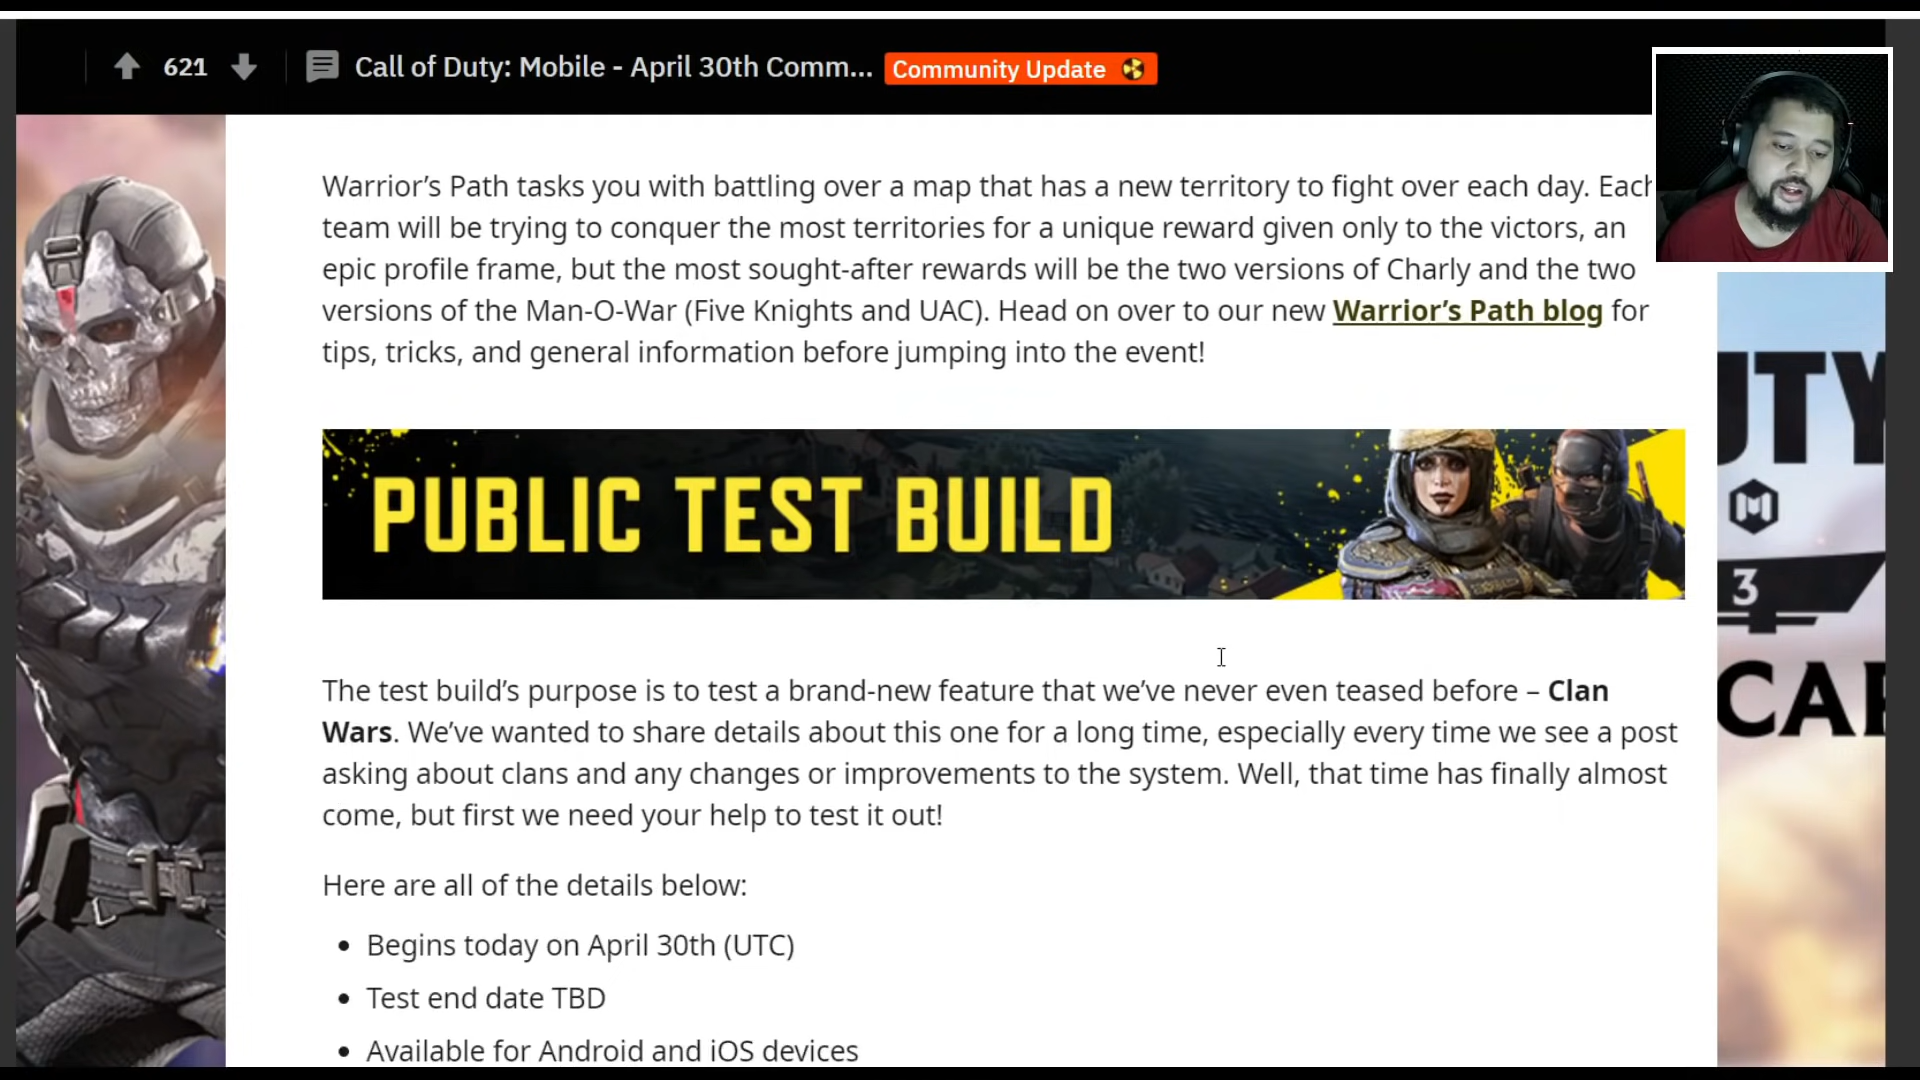 621
Call of Duty: Mobile - April 30th Comm...
Community Update
Warrior’s Path tasks you with battling over a map that has a new territory to fight over each day. Each
team will be trying to conquer the most territories for a unique reward given only to the victors, an
epic profile frame, but the most sought-after rewards will be the two versions of Charly and the two
versions of the Man-O-War (Five Knights and UAC). Head on over to our new Warrior’s Path blog for
tips, tricks, and general information before jumping into the event!
PUBLIC TEST BUILD
The test build’s purpose is to test a brand-new feature that we’ve never even teased before – Clan
Wars. We’ve wanted to share details about this one for a long time, especially every time we see a post
asking about clans and any changes or improvements to the system. Well, that time has finally almost
come, but first we need your help to test it out!
Here are all of the details below:
• Begins today on April 30th (UTC)
• Test end date TBD
• Available for Android and iOS devices
UTY
3
CAP